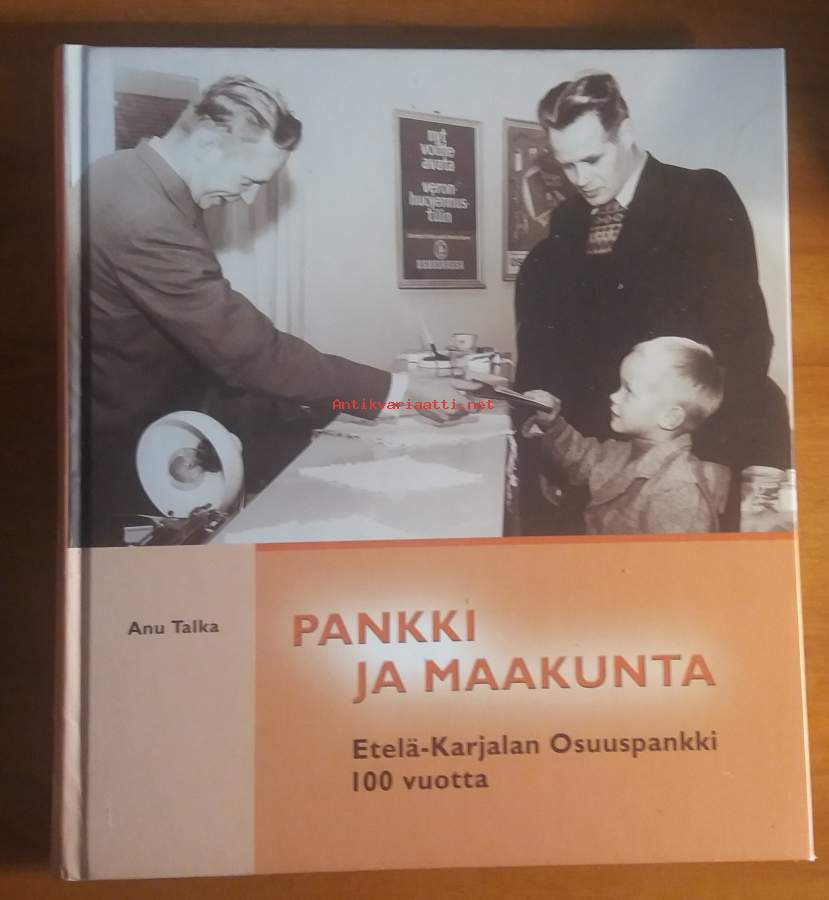 nyt
voitte
avata
veron-
huojennus-
tilin
Antikvariaatti.net
Anu Talka
PANKKI
JA MAAKUNTA
Etelä-Karjalan Osuuspankki
100 vuotta